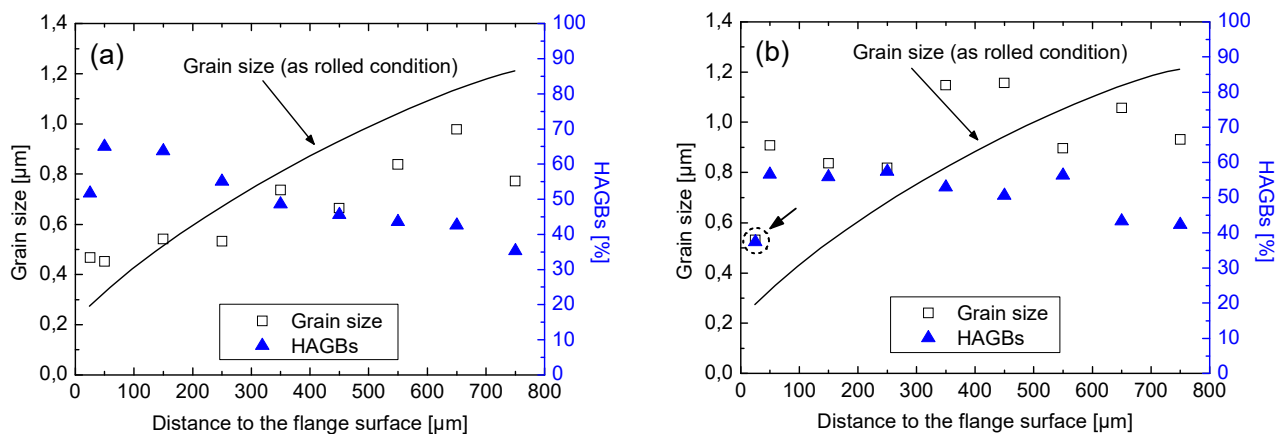 (a)
Grain size (as rolled condition)
Grain size [µm]
1,4
1,2
1,0
0,8
0,6
0,4
0,2
0,0
100
90
80
70
60
50
40
30
20
10
0
HAGBs [%]
Grain size
HAGBs
0 100 200 300 400 500 600 700 800
Distance to the flange surface [µm]
(b)
Grain size (as rolled condition)
Grain size [µm]
1,4
1,2
1,0
0,8
0,6
0,4
0,2
0,0
100
90
80
70
60
50
40
30
20
10
0
HAGBs [%]
Grain size
HAGBs
0 100 200 300 400 500 600 700 800
Distance to the flange surface [µm]